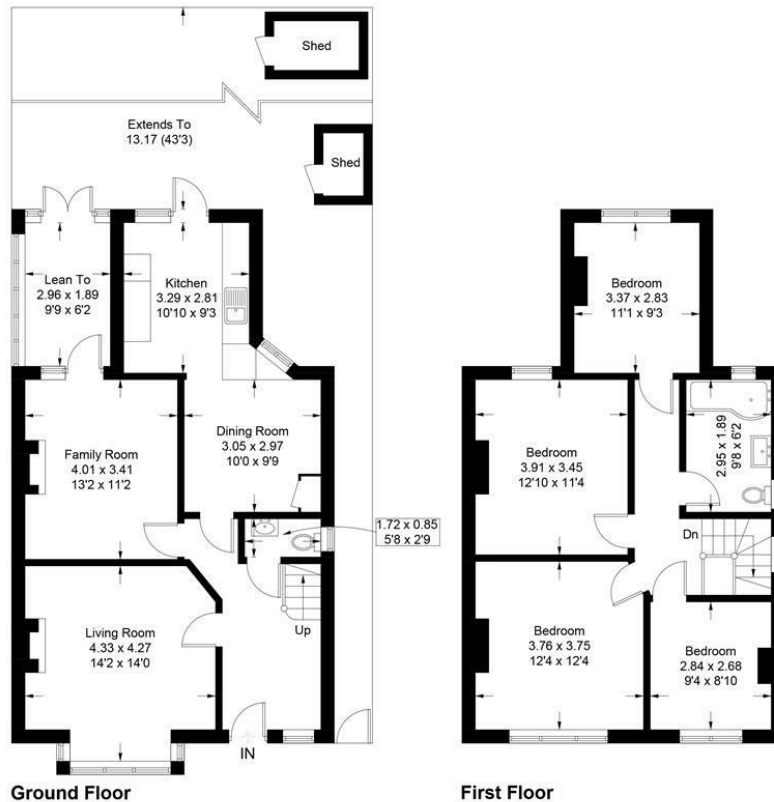 Shed
Extends To
13.17 (43'3)
Shed
Lean To
2.96 x 1.89
9'9 x 6'2
Kitchen
3.29 x 2.81
10'10 x 9'3
Dining Room
3.05 x 2.97
10'0 x 9'9
Family Room
4.01 x 3.41
13'2 x 11'2
1.72 x 0.85
5'8 x 2'9
Living Room
4.33 x 4.27
14'2 x 14'0
Up
IN
Ground Floor
Bedroom
3.37 x 2.83
11'1 x 9'3
Bedroom
3.91 x 3.45
12'10 x 11'4
2.95 x 1.89
9'8 x 6'2
Dn
Bedroom
3.76 x 3.75
12'4 x 12'4
Bedroom
2.84 x 2.68
9'4 x 8'10
First Floor